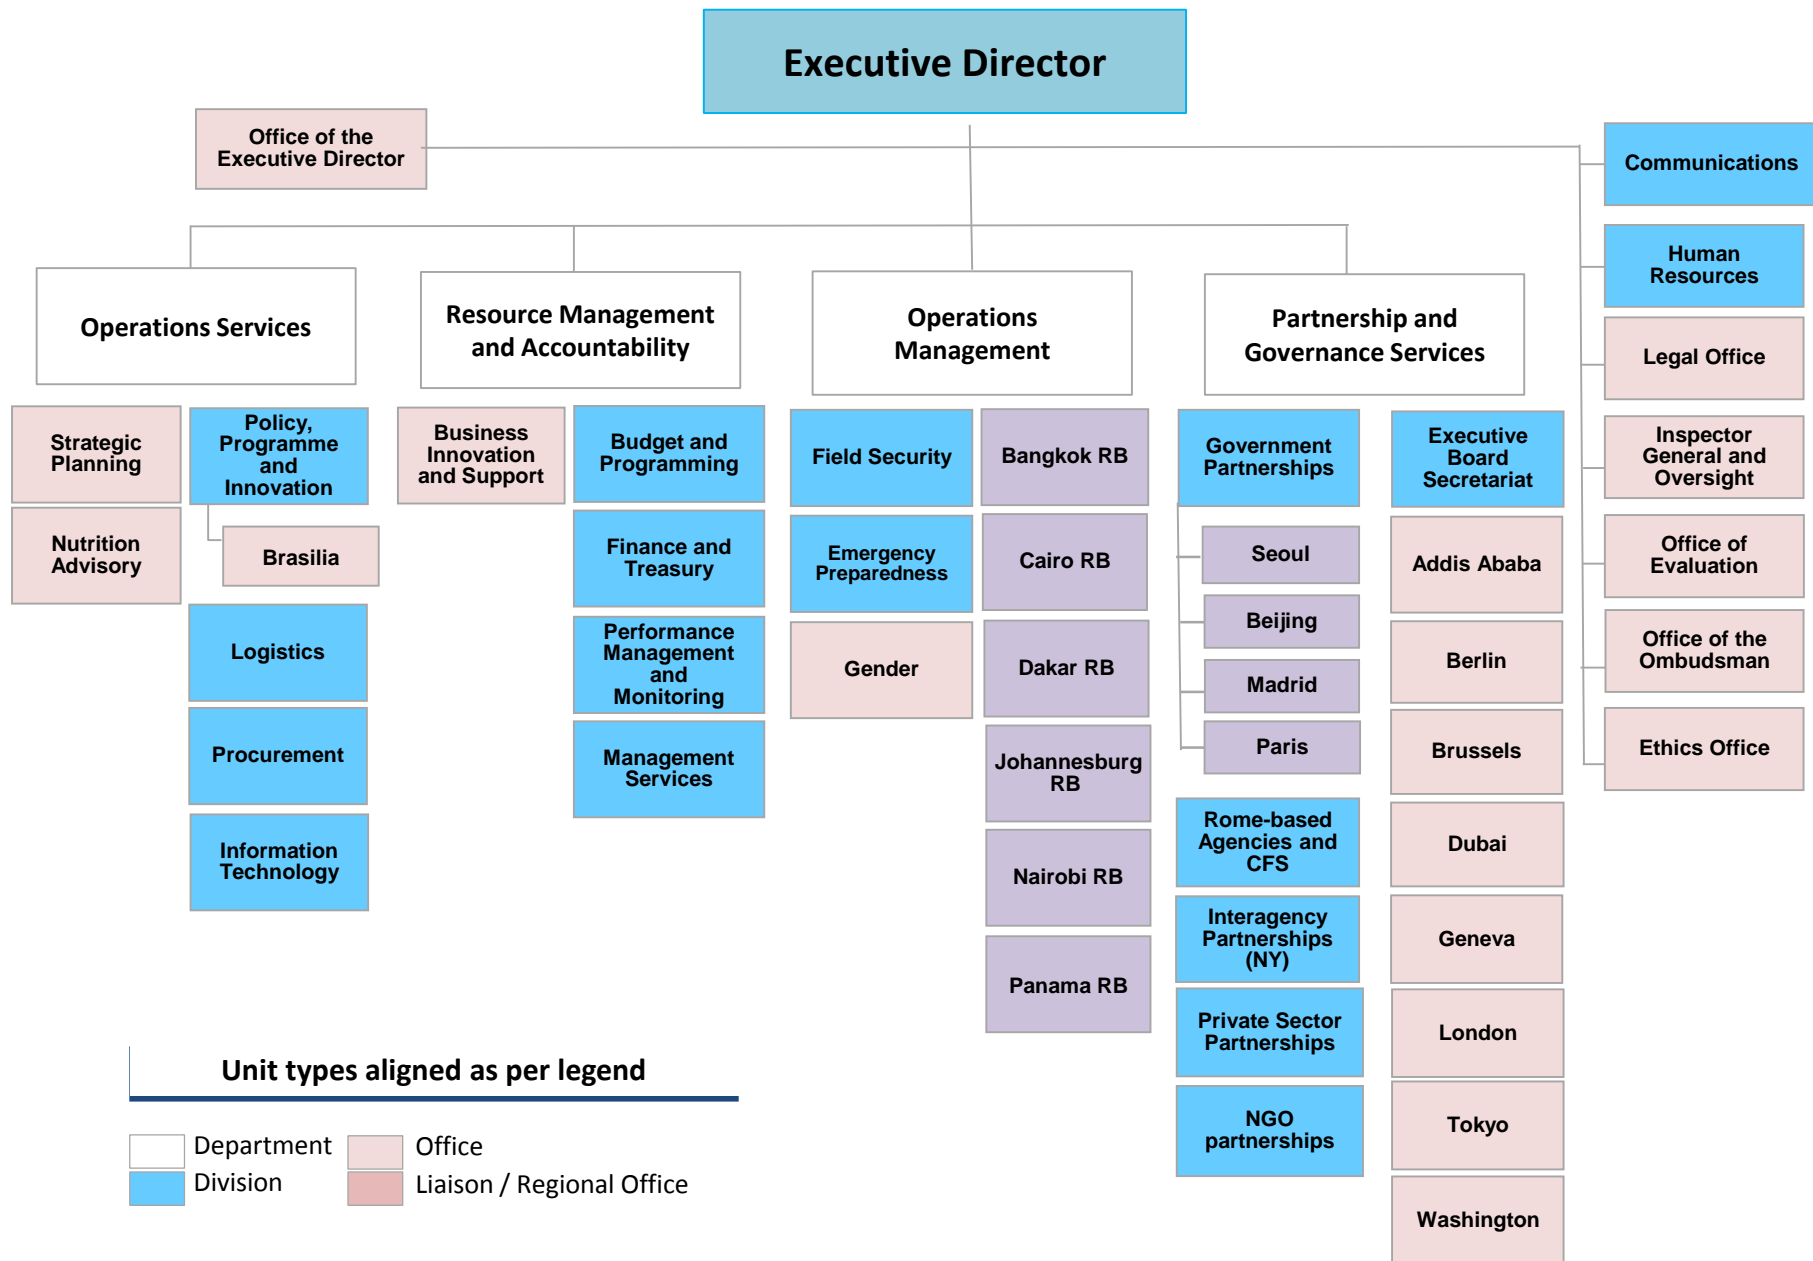 Executive Director
Office of the
Executive Director
Communications
Human
Resources
Legal Office
Inspector
General and
Oversight
Office of
Evaluation
Office of the
Ombudsman
Ethics Office
Operations Services
Strategic
Planning
Nutrition
Advisory
Policy,
Programme
and
Innovation
Brasilia
Logistics
Procurement
Information
Technology
Resource Management
and Accountability
Business
Innovation
and Support
Budget and
Programming
Finance and
Treasury
Performance
Management
and
Monitoring
Management
Services
Operations
Management
Field Security
Emergency
Preparedness
Gender
Bangkok RB
Cairo RB
Dakar RB
Johannesburg
RB
Nairobi RB
Panama RB
Partnership and
Governance Services
Government
Partnerships
Seoul
Beijing
Madrid
Paris
Rome-based
Agencies and
CFS
Interagency
Partnerships
(NY)
Private Sector
Partnerships
NGO
partnerships
Executive
Board
Secretariat
Addis Ababa
Berlin
Brussels
Dubai
Geneva
London
Tokyo
Washington
Unit types aligned as per legend
Department
Office
Division
Liaison / Regional Office